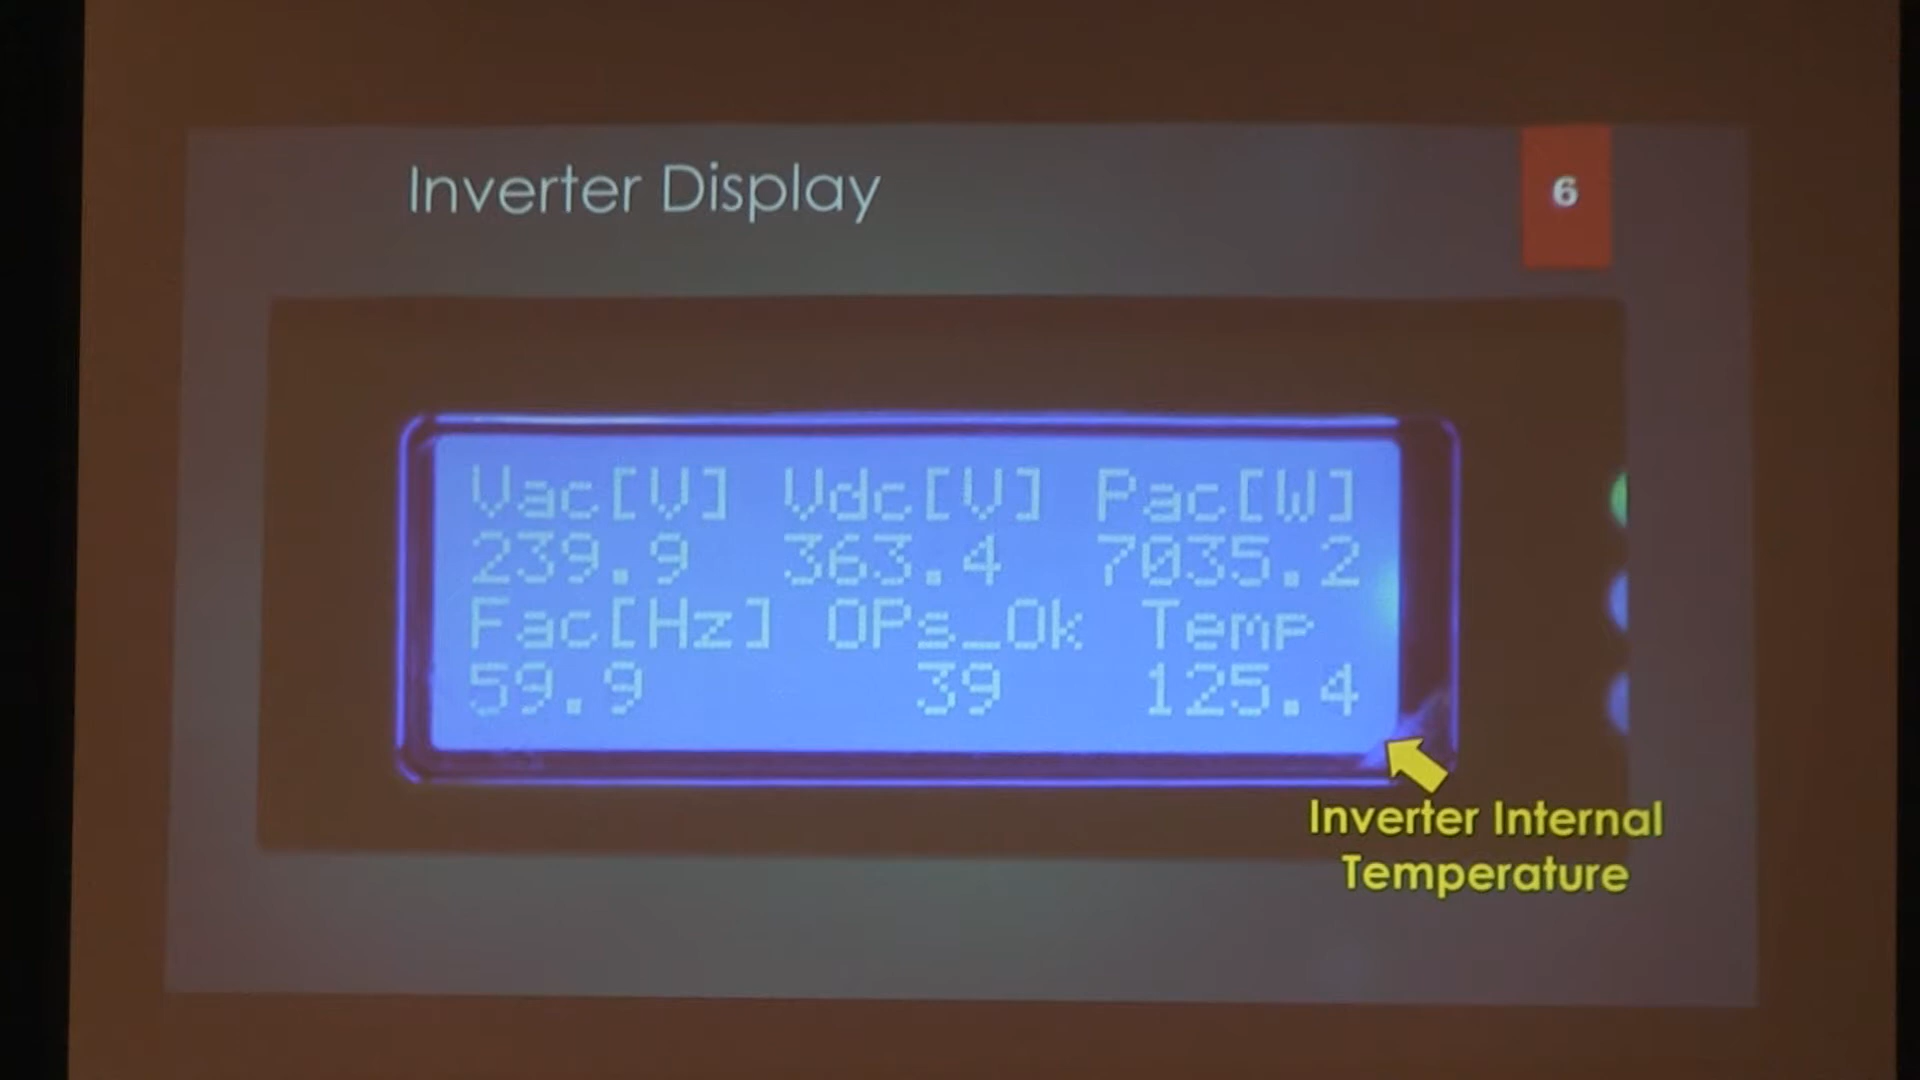 Inverter Display
6
Vac[V] Vdc[V] Pac[W]
239.9 363.4 7035.2
Fac[Hz] OPs_Ok Temp
59.9 39 125.4
Inverter Internal
Temperature